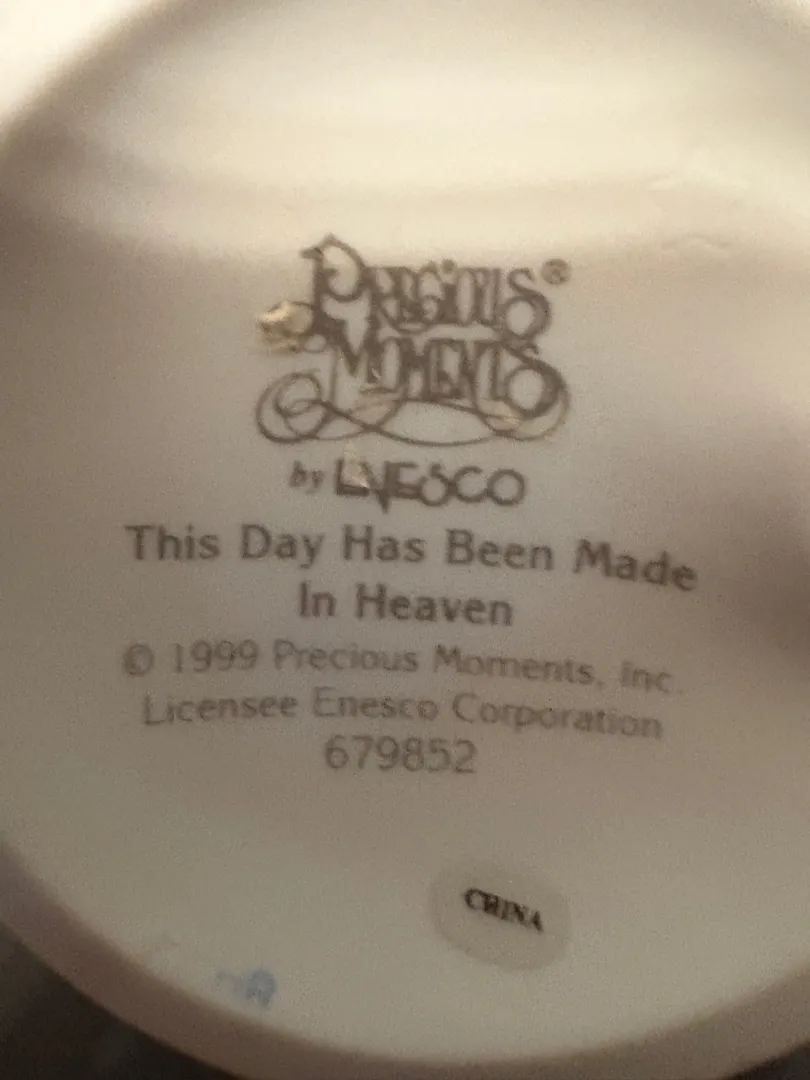 PRECIOUS®
MOMENTS
by ENESCO
This Day Has Been Made
In Heaven
© 1999 Precious Moments, Inc.
Licensee Enesco Corporation
679852
CHINA